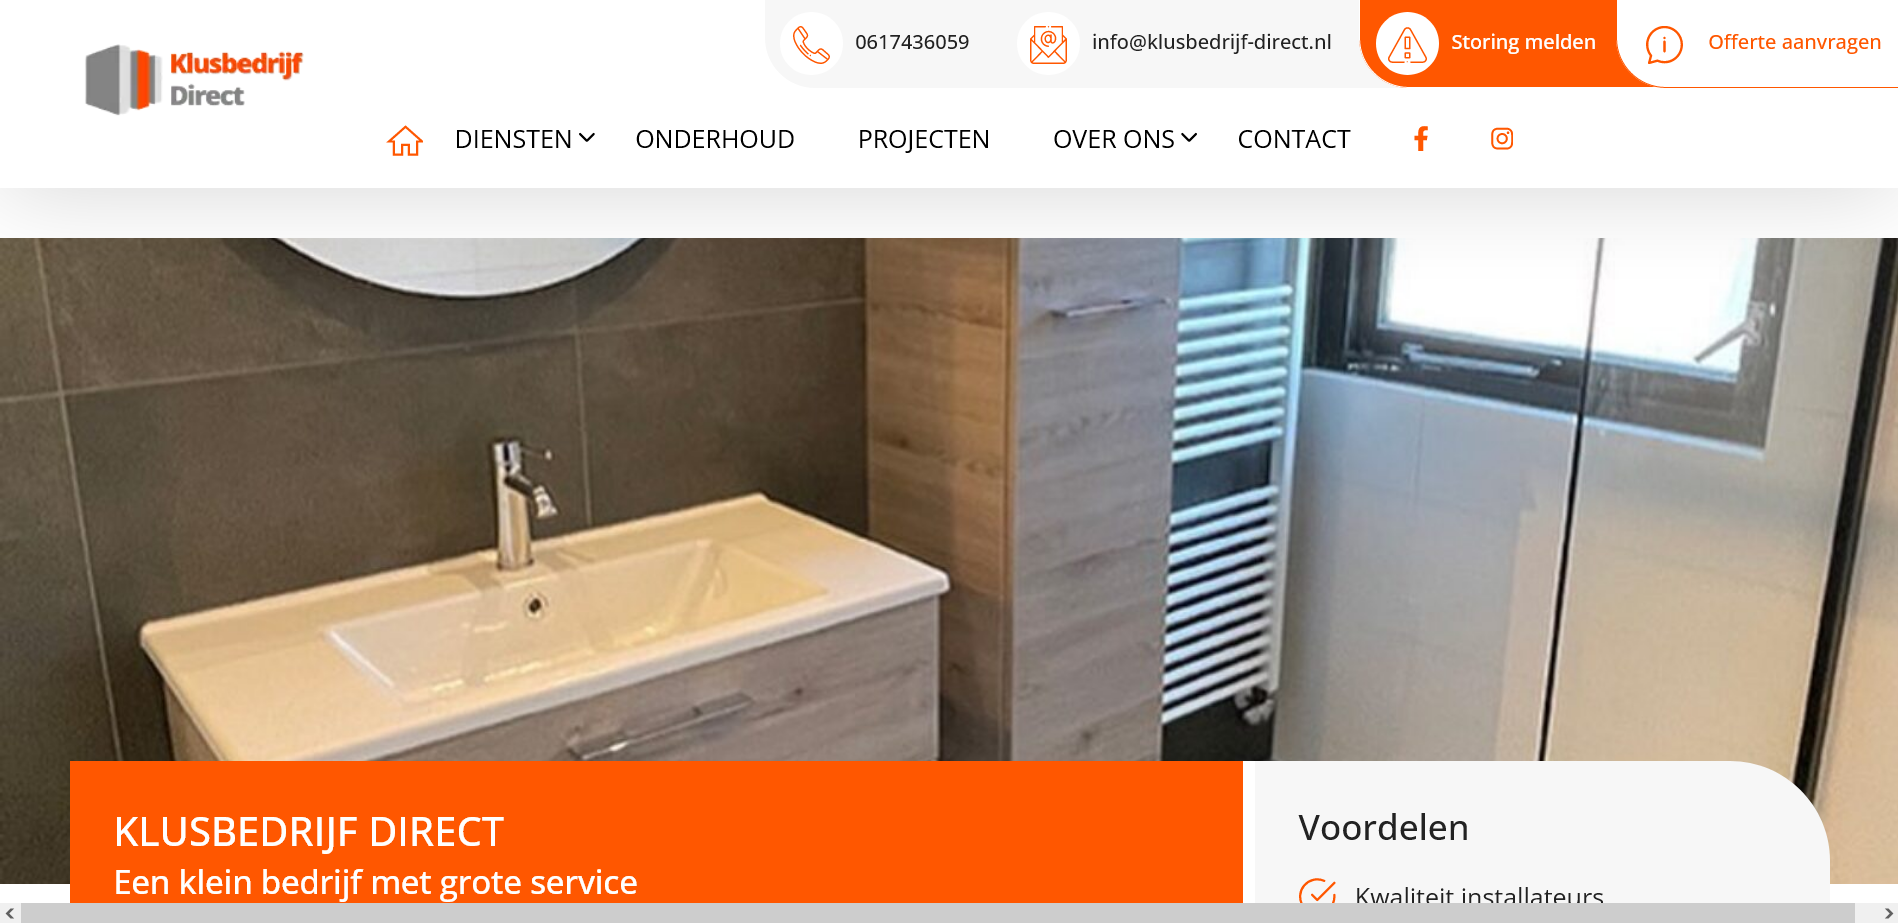 0617436059
info@klusbedrijf-direct.nl
Storing melden
Offerte aanvragen
Klusbedrijf
Direct
DIENSTEN
ONDERHOUD
PROJECTEN
OVER ONS
CONTACT
KLUSBEDRIJF DIRECT
Een klein bedrijf met grote service
Voordelen
Kwaliteit installateurs